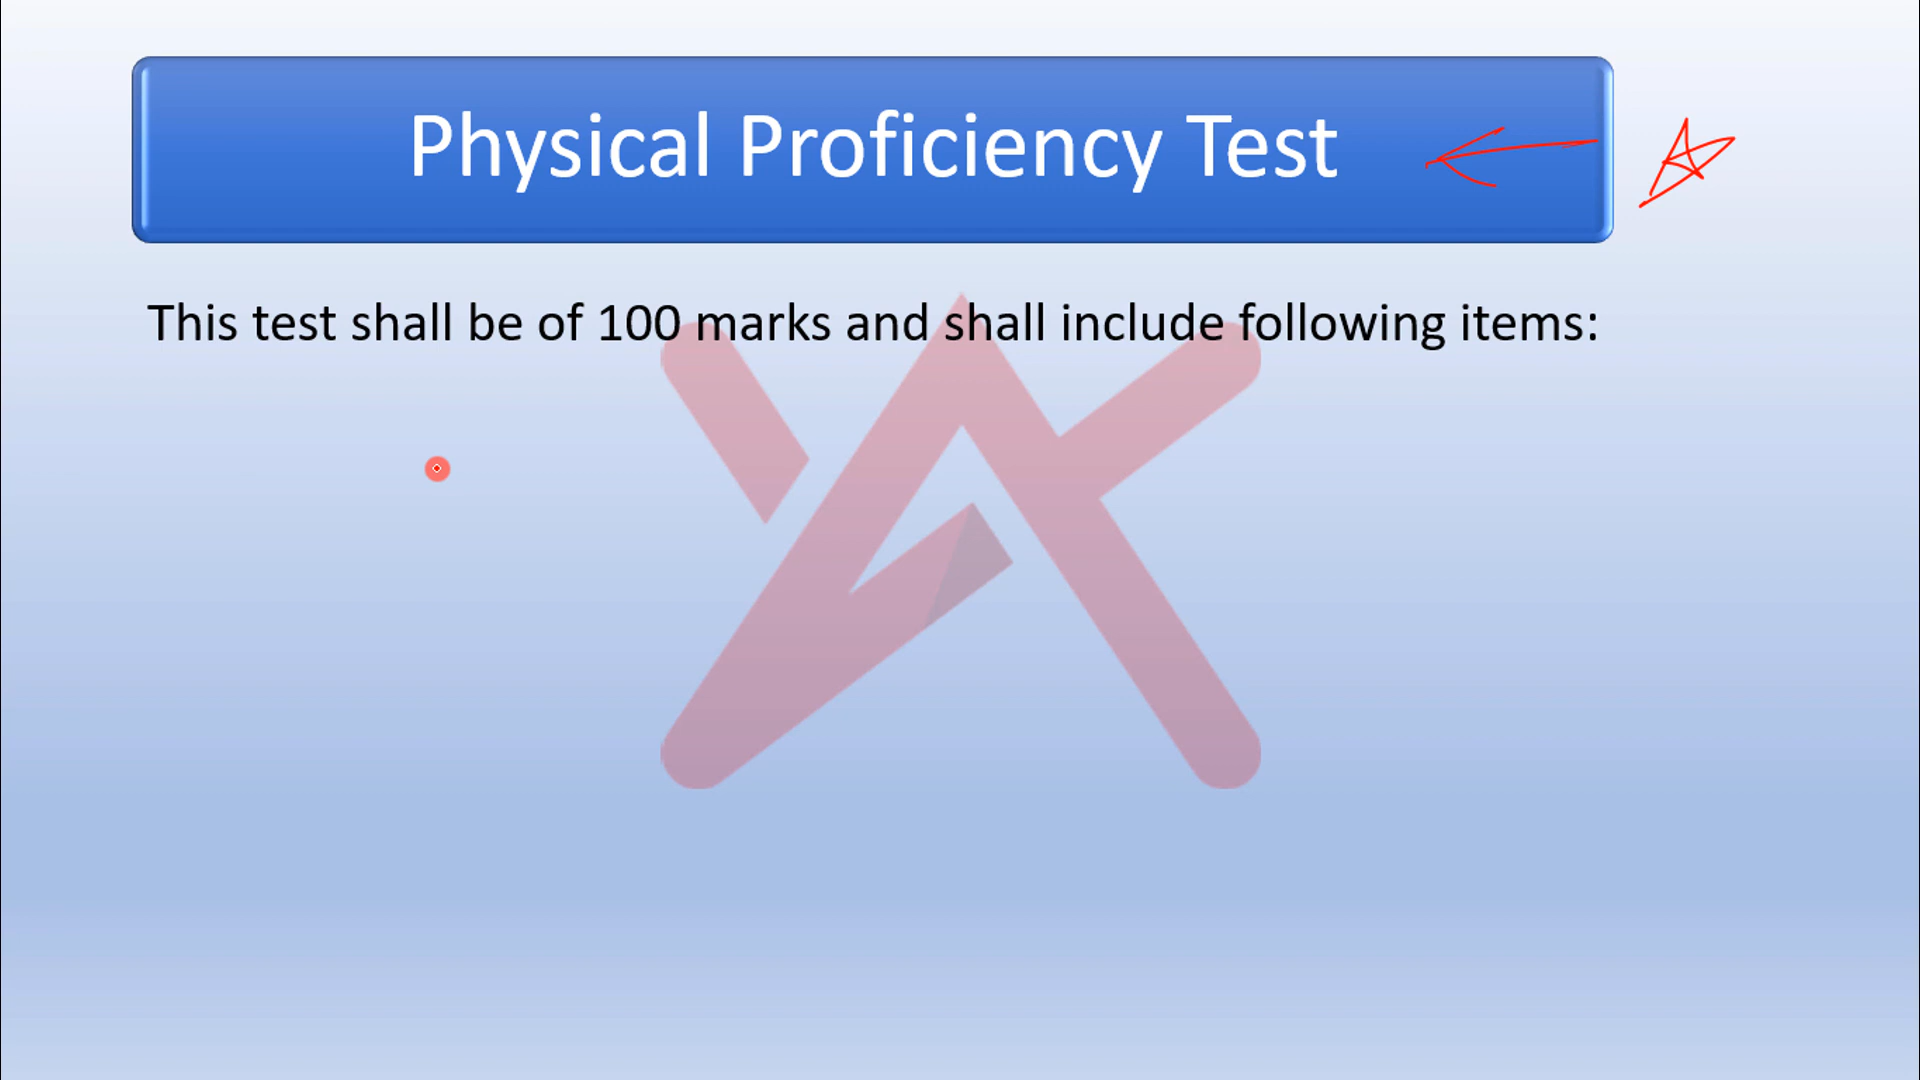 Physical Proficiency Test
This test shall be of 100 marks and shall include following items: